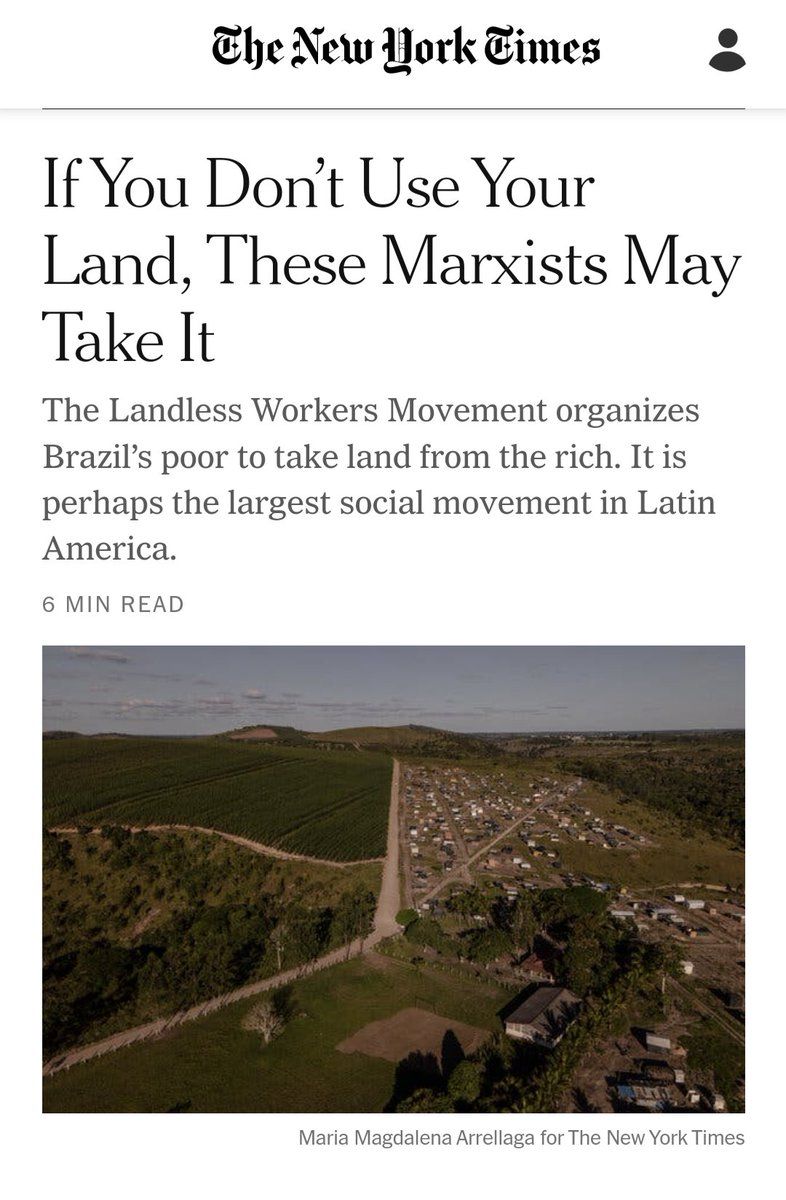 The New York Times
If You Don’t Use Your
Land, These Marxists May
Take It
The Landless Workers Movement organizes
Brazil’s poor to take land from the rich. It is
perhaps the largest social movement in Latin
America.
6 MIN READ
Maria Magdalena Arrellaga for The New York Times